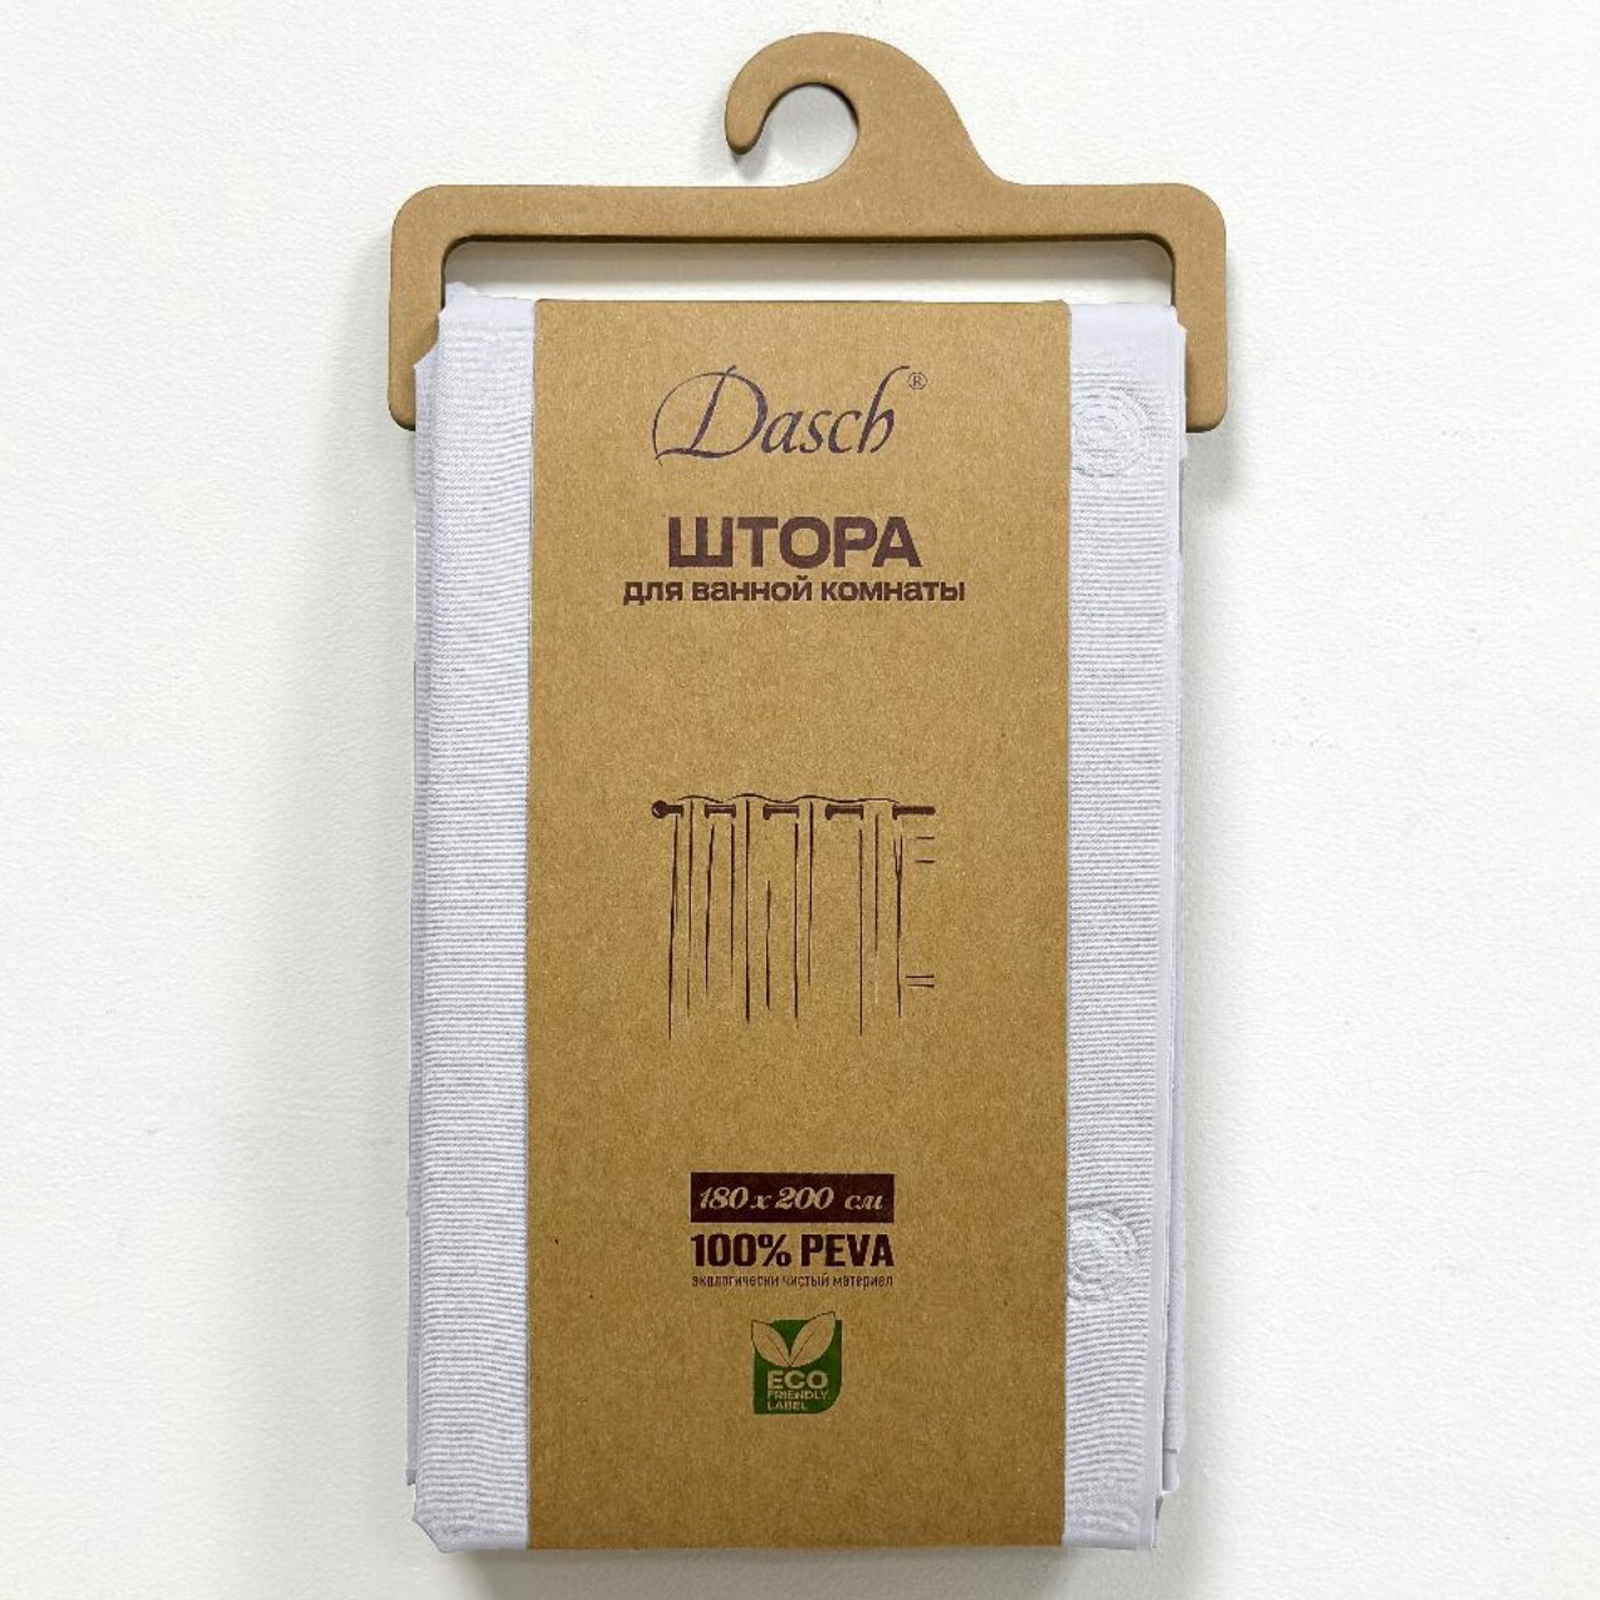 Dasch®
ШТОРА
для ванной комнаты
180 x 200 см
100% PEVA
экологически чистый материал
ECO
FRIENDLY
LABEL